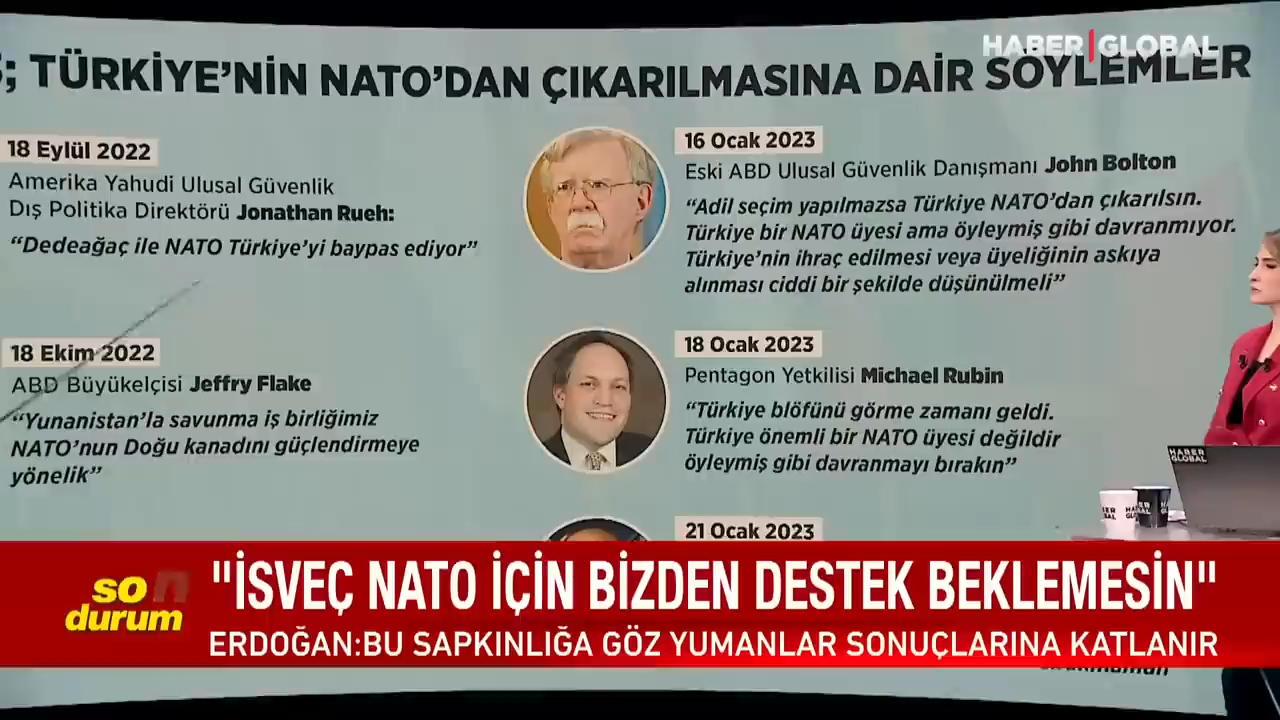 HABER GLOBAL
; TÜRKİYE'NİN NATO'DAN ÇIKARILMASINA DAİR SÖYLEMLER
18 Eylül 2022
Amerika Yahudi Ulusal Güvenlik
Dış Politika Direktörü Jonathan Rueh:
“Dedeağaç ile NATO Türkiye’yi baypas ediyor”
18 Ekim 2022
ABD Büyükelçisi Jeffry Flake
“Yunanistan’la savunma iş birliğimiz
NATO’nun Doğu kanadını güçlendirmeye
yönelik”
16 Ocak 2023
Eski ABD Ulusal Güvenlik Danışmanı John Bolton
“Adil seçim yapılmazsa Türkiye NATO’dan çıkarılsın.
Türkiye bir NATO üyesi ama öyleymiş gibi davranmıyor.
Türkiye’nin ihraç edilmesi veya üyeliğinin askıya
alınması ciddi bir şekilde düşünülmeli”
18 Ocak 2023
Pentagon Yetkilisi Michael Rubin
“Türkiye blöfünü görme zamanı geldi.
Türkiye önemli bir NATO üyesi değildir
öyleymiş gibi davranmayı bırakın”
21 Ocak 2023
HABER
GLOBAL
son
durum
"İSVEÇ NATO İÇİN BİZDEN DESTEK BEKLEMESİN"
ERDOĞAN:BU SAPKINLIĞA GÖZ YUMANLAR SONUÇLARINA KATLANIR